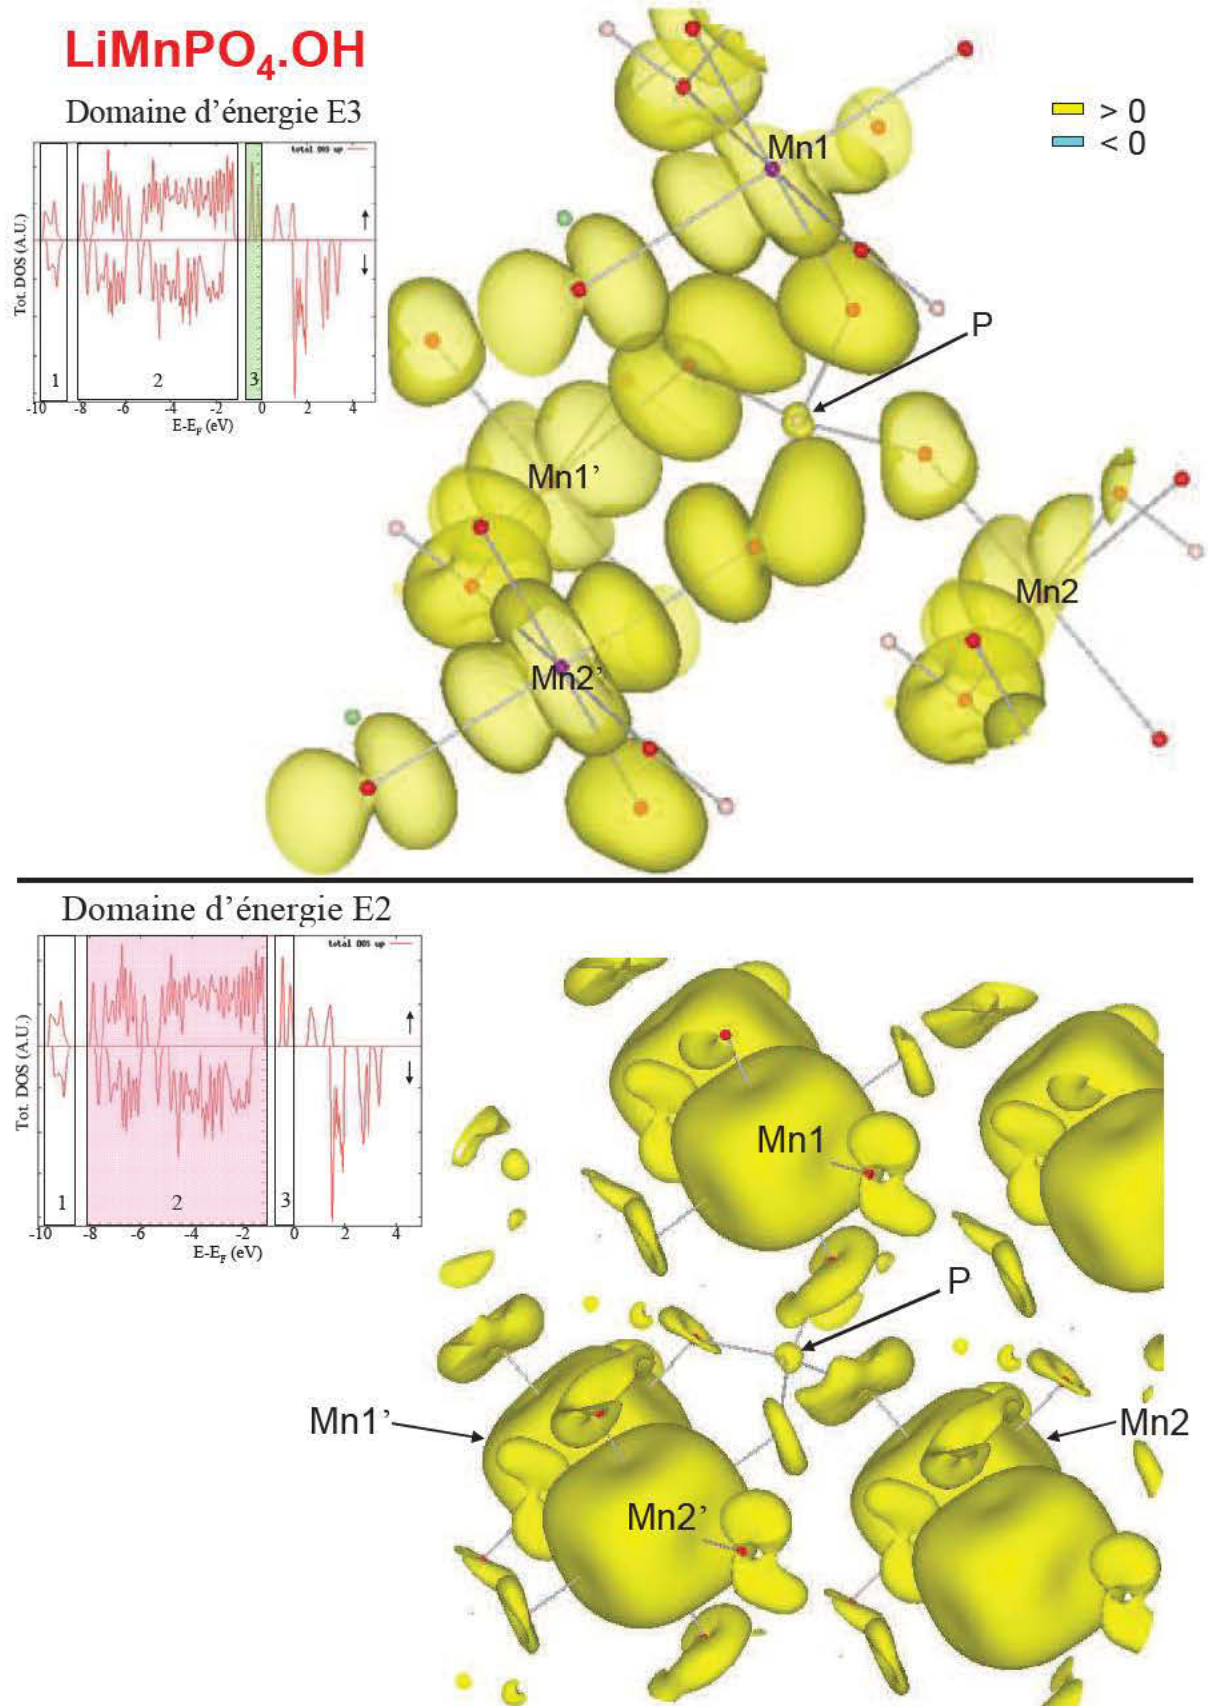 LiMnPO₄.OH
Domaine d'énergie E3
total DOS up
Tot. DOS (A.U.)
↑
↓
1
2
3
-10 -8 -6 -4 -2 0 2 4
E-E_F (eV)
> 0
< 0
Mn1
P
Mn1'
Mn2
Mn2'
Domaine d'énergie E2
total DOS up
Tot. DOS (A.U.)
↑
↓
1
2
3
-10 -8 -6 -4 -2 0 2 4
E-E_F (eV)
Mn1
P
Mn1'
Mn2
Mn2'